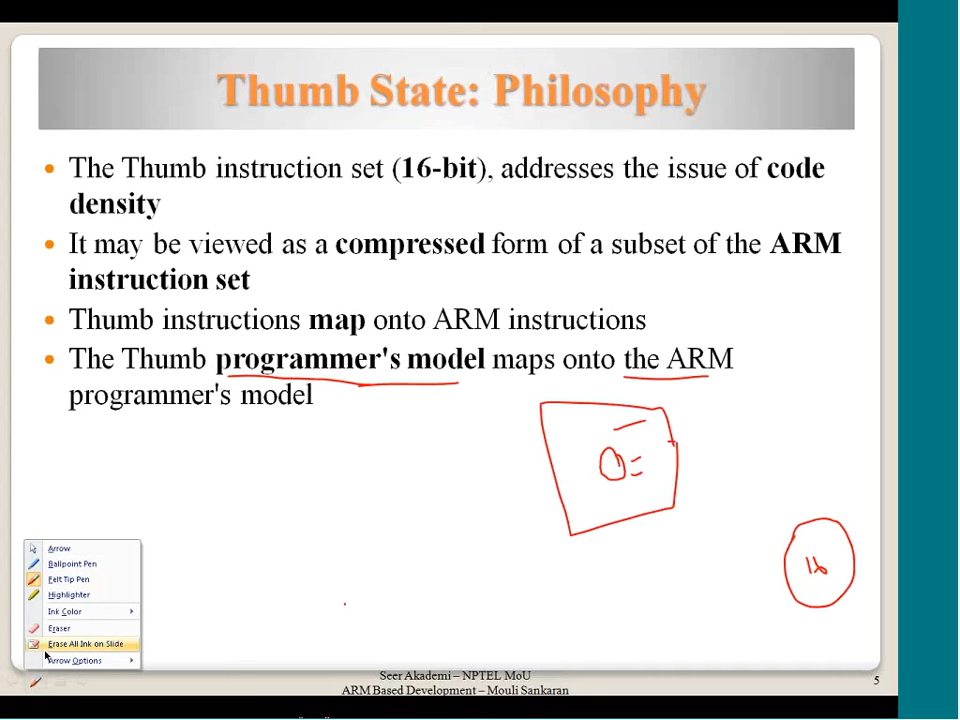 Thumb State: Philosophy
• The Thumb instruction set (16-bit), addresses the issue of code
density
• It may be viewed as a compressed form of a subset of the ARM
instruction set
• Thumb instructions map onto ARM instructions
• The Thumb programmer's model maps onto the ARM
programmer's model
16
Arrow
Ballpoint Pen
Felt Tip Pen
Highlighter
Ink Color
Eraser
Erase All Ink on Slide
Arrow Options
Seer Akademi – NPTEL MoU
ARM Based Development – Mouli Sankaran
5